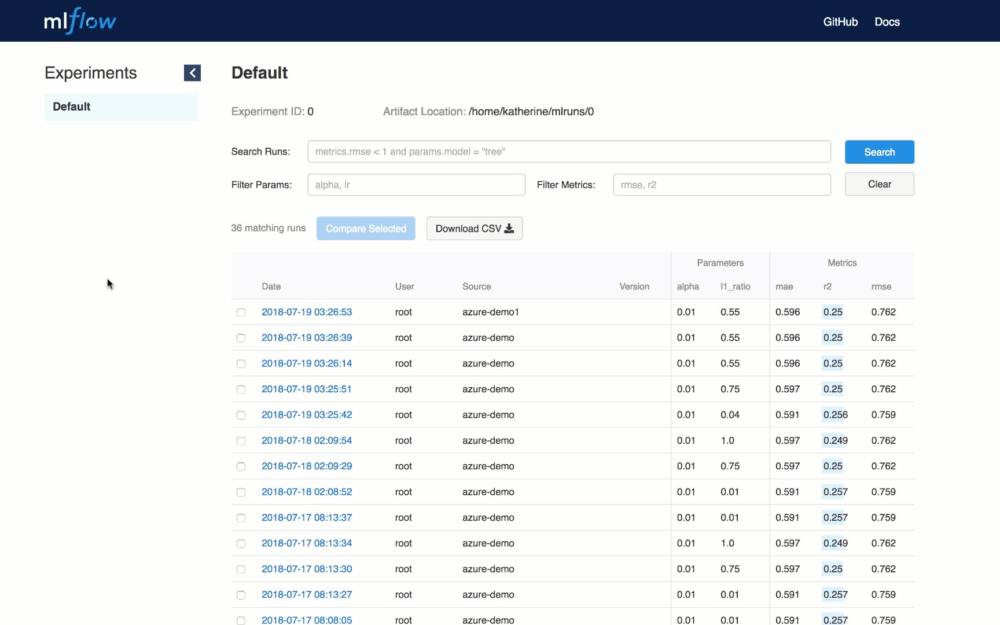 mlflow
GitHub Docs
Experiments
Default
Default
Experiment ID: 0 Artifact Location: /home/katherine/mlruns/0
Search Runs: metrics.rmse < 1 and params.model = "tree" Search
Filter Params: alpha, lr Filter Metrics: rmse, r2 Clear
36 matching runs Compare Selected Download CSV
Parameters Metrics
Date User Source Version alpha l1_ratio mae r2 rmse
2018-07-19 03:26:53 root azure-demo1 0.01 0.55 0.596 0.25 0.762
2018-07-19 03:26:39 root azure-demo 0.01 0.55 0.596 0.25 0.762
2018-07-19 03:26:14 root azure-demo 0.01 0.55 0.596 0.25 0.762
2018-07-19 03:25:51 root azure-demo 0.01 0.75 0.597 0.25 0.762
2018-07-19 03:25:42 root azure-demo 0.01 0.04 0.591 0.256 0.759
2018-07-18 02:09:54 root azure-demo 0.01 1.0 0.597 0.249 0.762
2018-07-18 02:09:29 root azure-demo 0.01 0.75 0.597 0.25 0.762
2018-07-18 02:08:52 root azure-demo 0.01 0.01 0.591 0.257 0.759
2018-07-17 08:13:37 root azure-demo 0.01 0.01 0.591 0.257 0.759
2018-07-17 08:13:34 root azure-demo 0.01 1.0 0.597 0.249 0.762
2018-07-17 08:13:30 root azure-demo 0.01 0.75 0.597 0.25 0.762
2018-07-17 08:13:27 root azure-demo 0.01 0.01 0.591 0.257 0.759
2018-07-17 08:08:05 root azure-demo 0.01 0.01 0.591 0.257 0.759